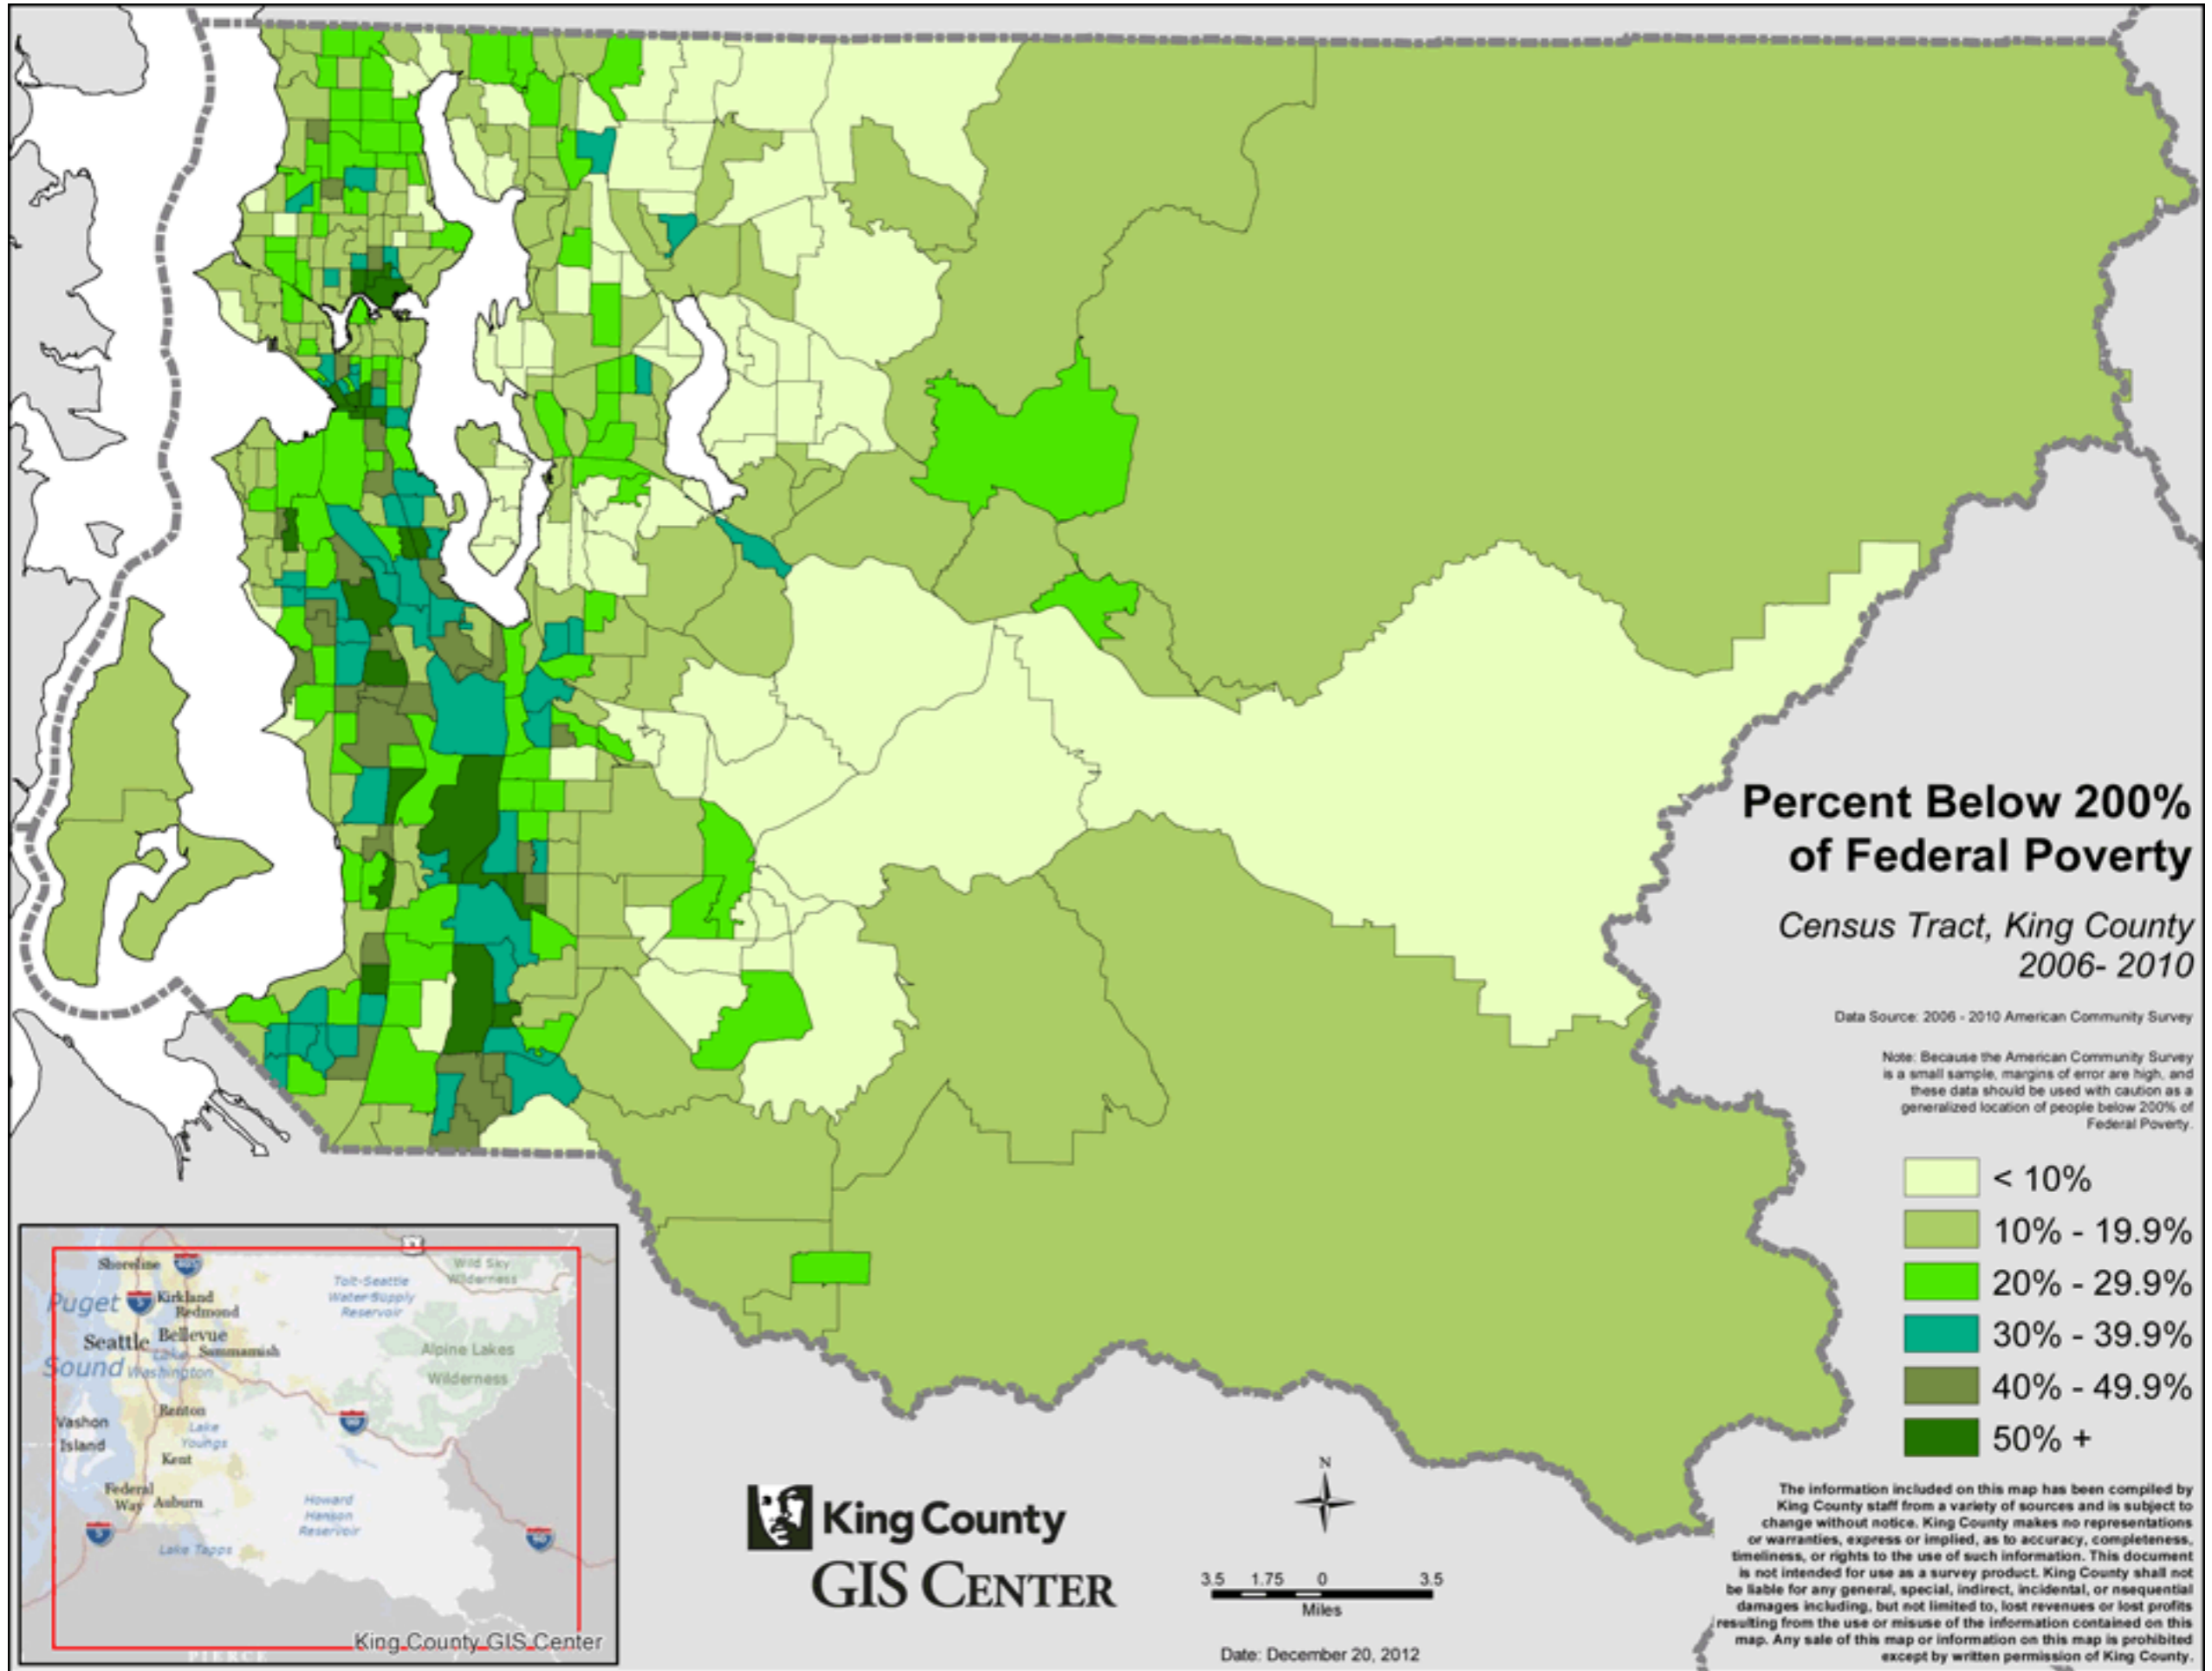 Percent Below 200%
of Federal Poverty
Census Tract, King County
2006- 2010
Data Source: 2006 - 2010 American Community Survey
Note: Because the American Community Survey
is a small sample, margins of error are high, and
these data should be used with caution as a
generalized location of people below 200% of
Federal Poverty.
< 10%
10% - 19.9%
20% - 29.9%
30% - 39.9%
40% - 49.9%
50% +
The information included on this map has been compiled by
King County staff from a variety of sources and is subject to
change without notice. King County makes no representations
or warranties, express or implied, as to accuracy, completeness,
timeliness, or rights to the use of such information. This document
is not intended for use as a survey product. King County shall not
be liable for any general, special, indirect, incidental, or nsequential
damages including, but not limited to, lost revenues or lost profits
resulting from the use or misuse of the information contained on this
map. Any sale of this map or information on this map is prohibited
except by written permission of King County.
Shoreline
405
Wild Sky
Wilderness
Tolt-Seattle
Water Supply
Reservoir
Puget
5
Kirkland
Redmond
Seattle
Bellevue
Sammamish
Sound
Lake
Washington
Alpine Lakes
Wilderness
Vashon
Island
Renton
90
Lake
Youngs
Kent
Federal
Way
Auburn
Howard
Hanson
Reservoir
5
90
Lake Tapps
King County GIS Center
PIERCE
King County
GIS CENTER
N
3.5 1.75 0 3.5
Miles
Date: December 20, 2012